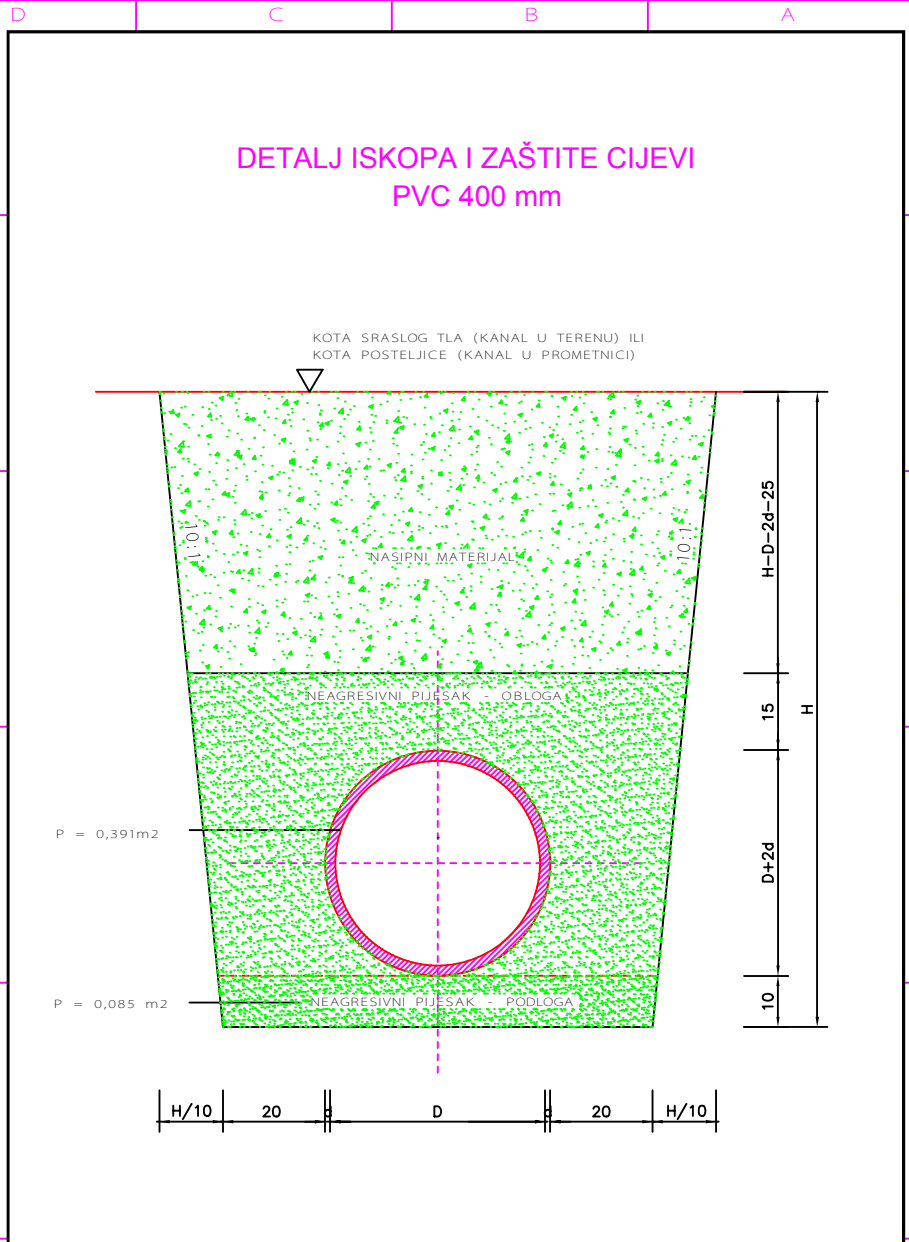 D C B A
DETALJ ISKOPA I ZAŠTITE CIJEVI
PVC 400 mm
KOTA SRASLOG TLA (KANAL U TERENU) ILI
KOTA POSTELJICE (KANAL U PROMETNICI)
10:1
10:1
H-D-2d-25
NASIPNI MATERIJAL
NEAGRESIVNI PIJESAK - OBLOGA
15
H
P = 0,391m2
D+2d
P = 0,085 m2
NEAGRESIVNI PIJESAK - PODLOGA
10
H/10 20 d D d 20 H/10